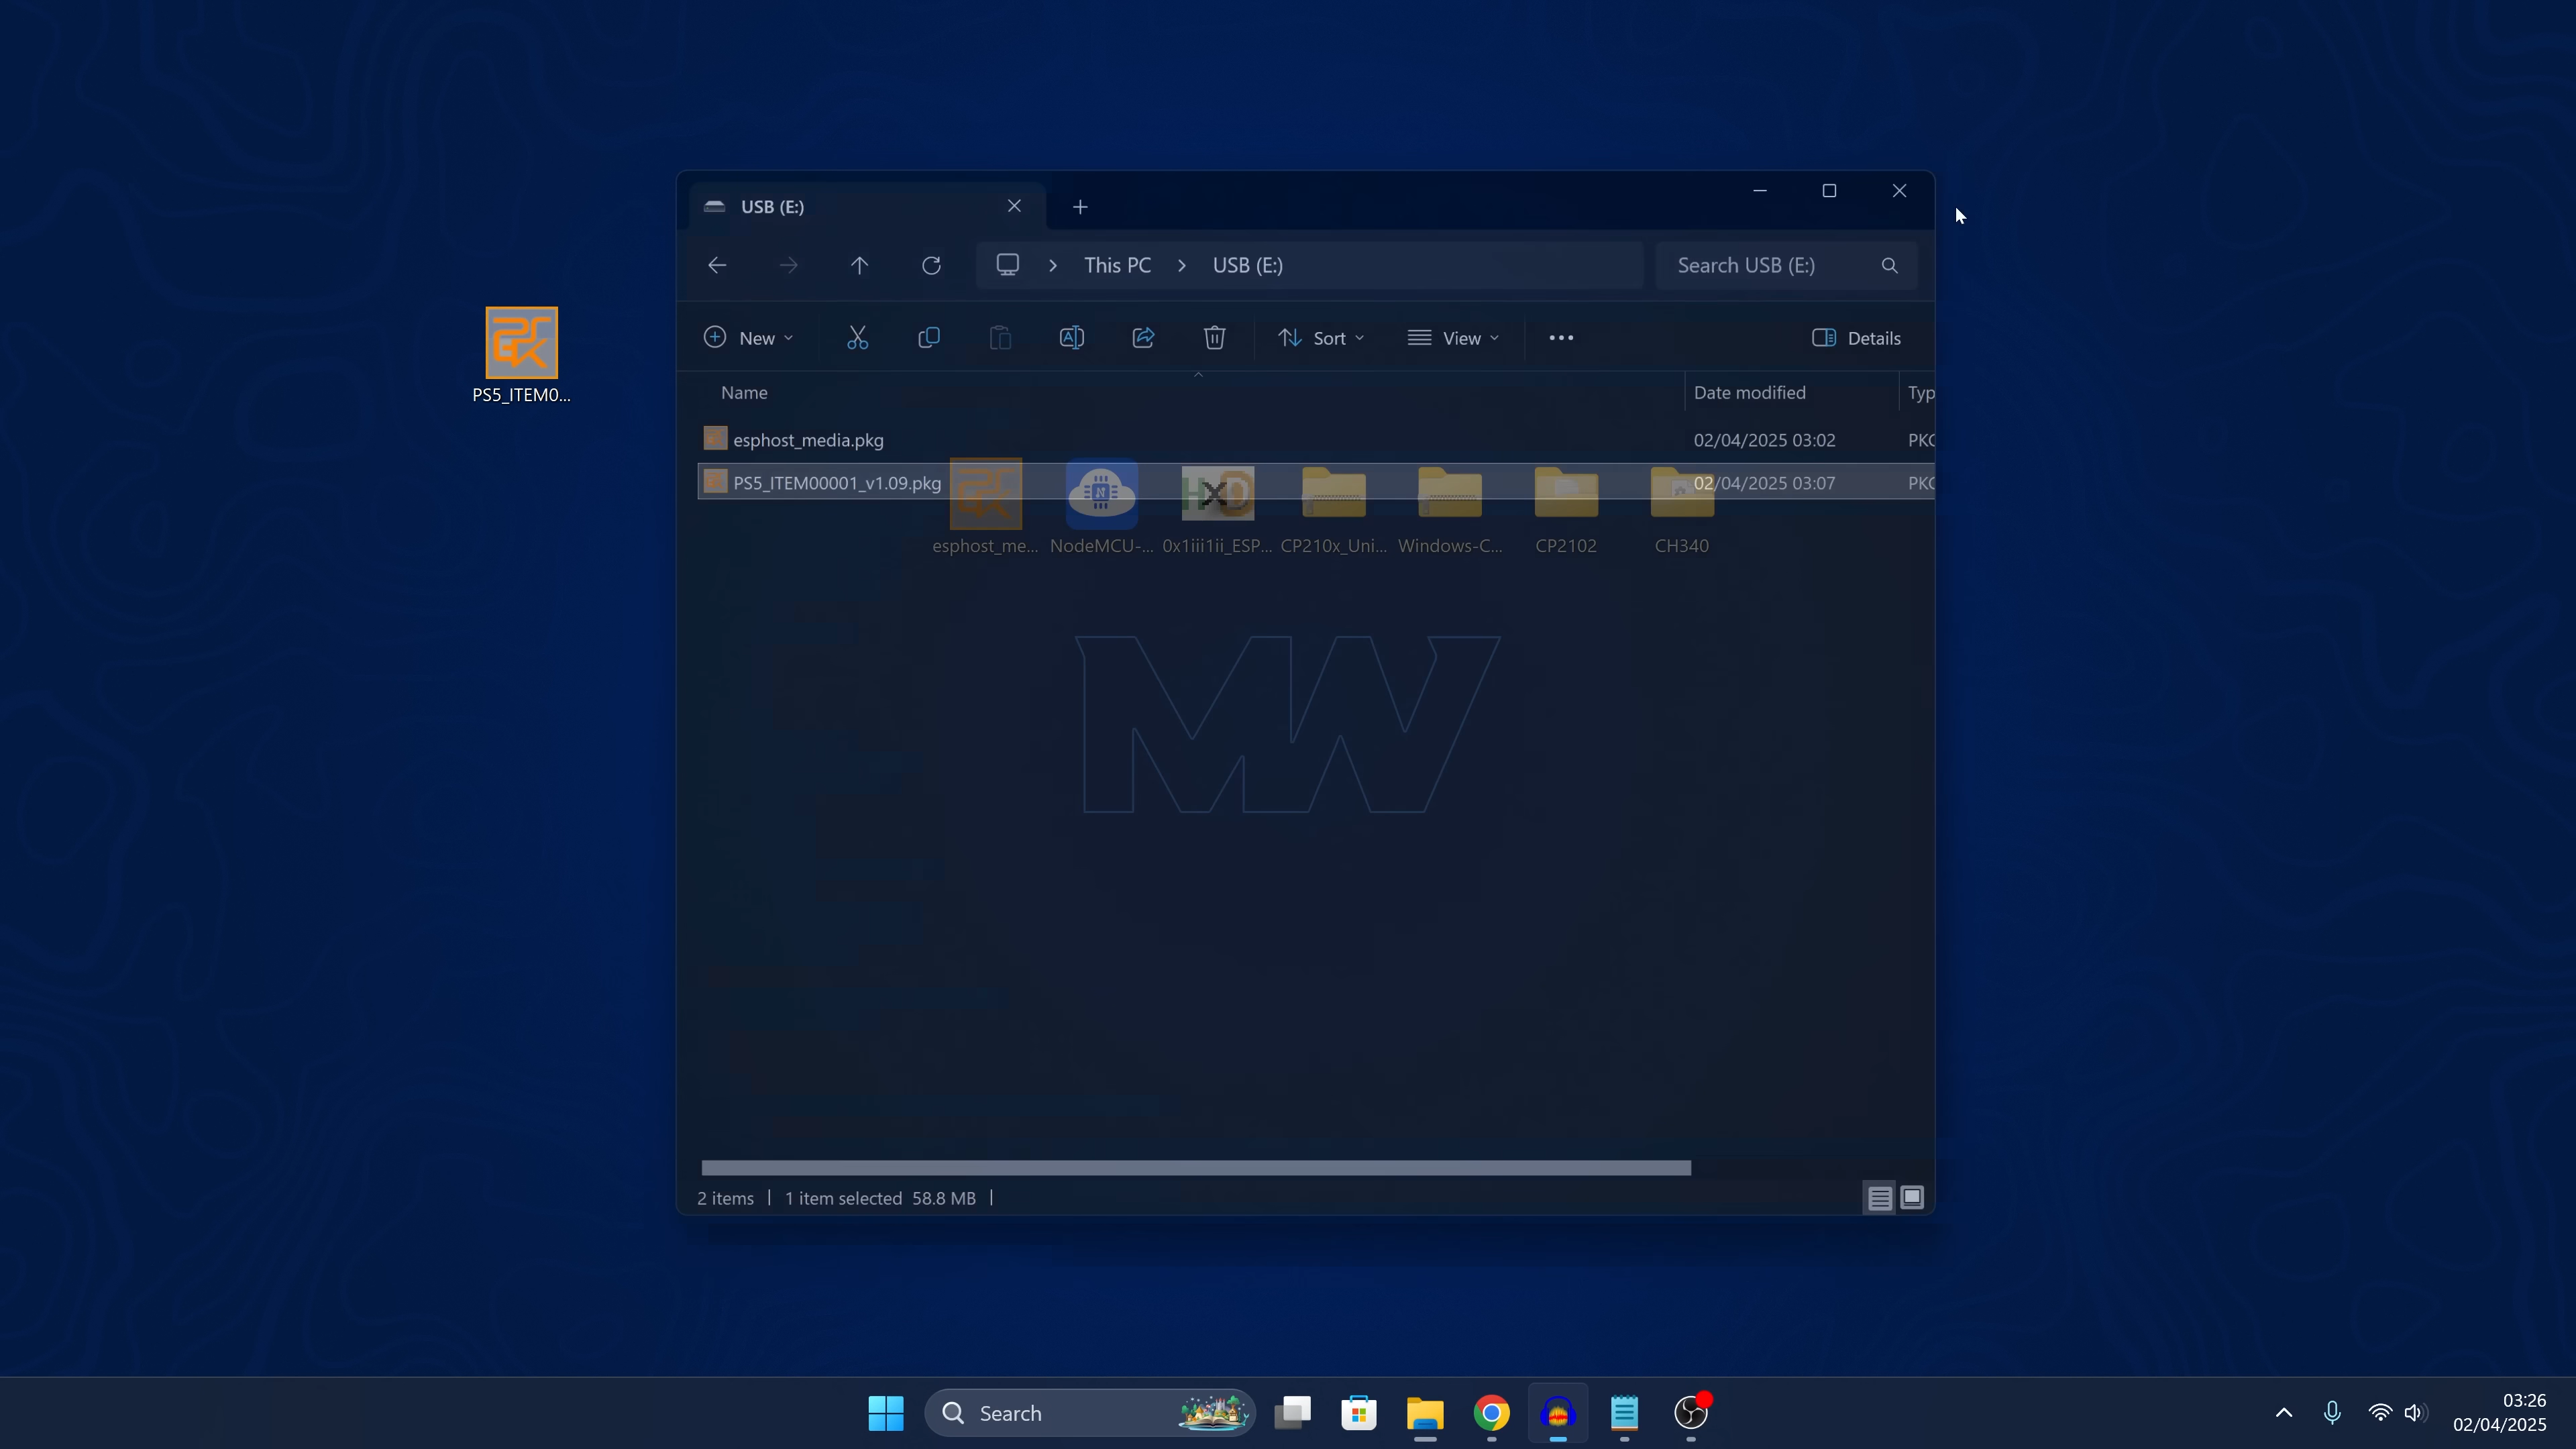 USB (E:)
This PC
USB (E:)
Search USB (E:)
New
Sort
View
Details
PS5_ITEM0...
Name
Date modified
Typ
esphost_media.pkg
02/04/2025 03:02
PKG
PS5_ITEM00001_v1.09.pkg
02/04/2025 03:07
PKG
HxD
esphost_me...
NodeMCU-...
0x1iii1ii_ESP...
CP210x_Uni...
Windows-C...
CP2102
CH340
MW
2 items
1 item selected 58.8 MB
Search
03:26
02/04/2025